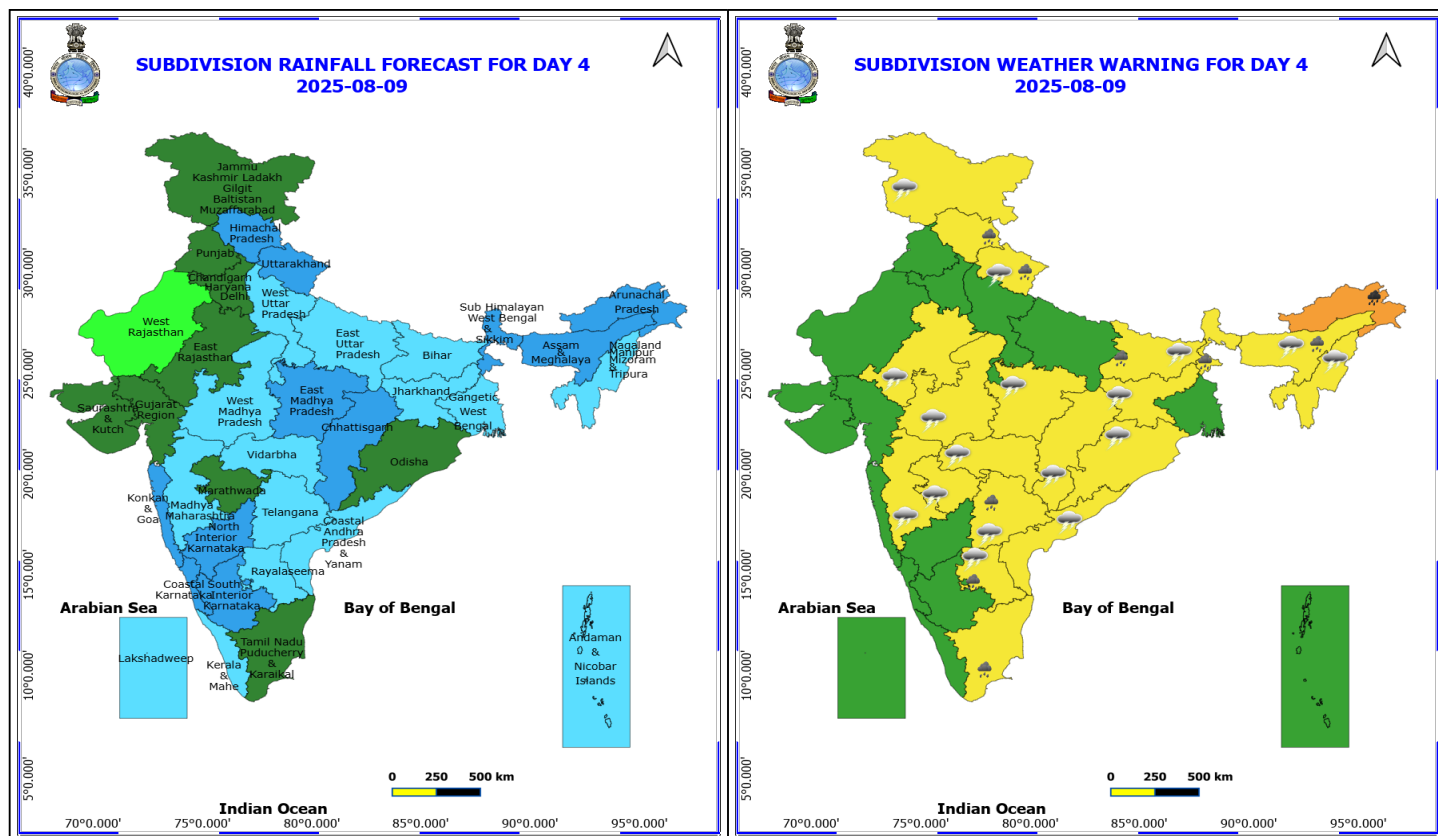 SUBDIVISION RAINFALL FORECAST FOR DAY 4
2025-08-09
40°0.000'
35°0.000'
30°0.000'
25°0.000'
20°0.000'
15°0.000'
10°0.000'
5°0.000'
Jammu
Kashmir Ladakh
Gilgit
Baltistan
Muzaffarabad
Himachal
Pradesh
Punjab
Uttarakhand
Chandigarh
Haryana
Delhi
West
Uttar
Pradesh
West
Rajasthan
East
Rajasthan
East
Uttar
Pradesh
Bihar
Sub Himalayan
West Bengal
&
Sikkim
Arunachal
Pradesh
Assam
&
Meghalaya
Nagaland
Manipur
Mizoram
&
Tripura
Saurashtra
&
Kutch
Gujarat
Region
West
Madhya
Pradesh
East
Madhya
Pradesh
Jharkhand
Gangetic
West
Bengal
Chhattisgarh
Odisha
Vidarbha
Marathwada
Konkan
&
Goa
Madhya
Maharashtra
Telangana
North
Interior
Karnataka
Coastal
Andhra
Pradesh
&
Yanam
Rayalaseema
Coastal
Karnataka
South
Interior
Karnataka
Arabian Sea
Bay of Bengal
Lakshadweep
Kerala
&
Mahe
Tamil Nadu
Puducherry
&
Karaikal
Andaman
&
Nicobar
Islands
0 250 500 km
Indian Ocean
70°0.000' 75°0.000' 80°0.000' 85°0.000' 90°0.000' 95°0.000'
SUBDIVISION WEATHER WARNING FOR DAY 4
2025-08-09
40°0.000'
35°0.000'
30°0.000'
25°0.000'
20°0.000'
15°0.000'
10°0.000'
5°0.000'
Arabian Sea
Bay of Bengal
0 250 500 km
Indian Ocean
70°0.000' 75°0.000' 80°0.000' 85°0.000' 90°0.000' 95°0.000'